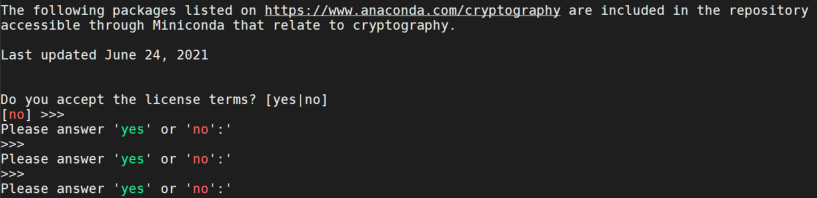 The following packages listed on https://www.anaconda.com/cryptography are included in the repository
accessible through Miniconda that relate to cryptography.
Last updated June 24, 2021
Do you accept the license terms? [yes|no]
[no] >>>
Please answer 'yes' or 'no':'
>>>
Please answer 'yes' or 'no':'
>>>
Please answer 'yes' or 'no':'